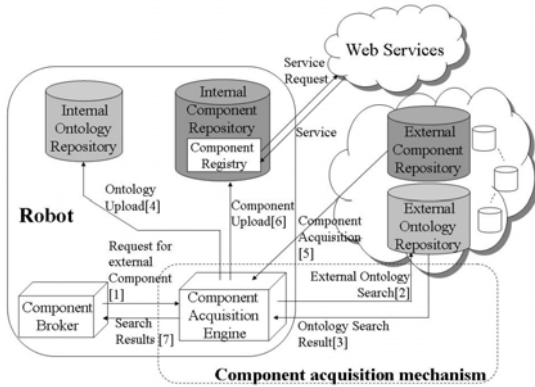 Web Services
Service
Request
Internal
Ontology
Repository
Internal
Component
Repository
Component
Registry
Service
External
Component
Repository
External
Ontology
Repository
Robot
Ontology
Upload[4]
Component
Upload[6]
Component
Acquisition
[5]
Request for
external
Component
[1]
External Ontology
Search[2]
Component
Broker
Component
Acquisition
Engine
Search
Results [7]
Ontology Search
Result[3]
Component acquisition mechanism